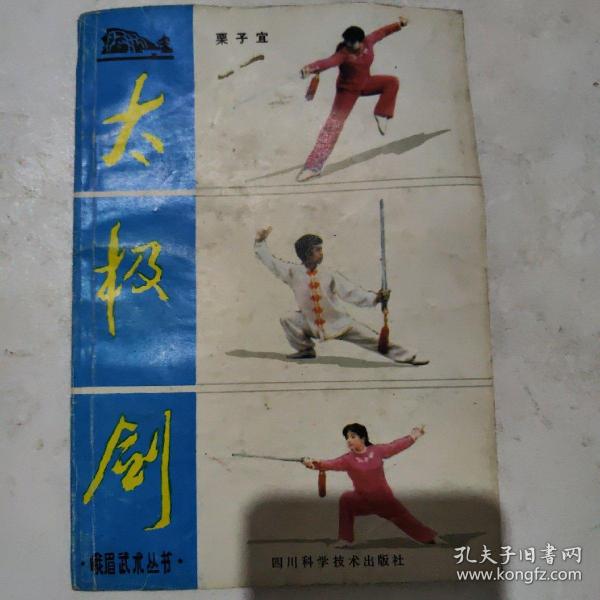 栗子宜
太
极
剑
·峨眉武术丛书·
四川科学技术出版社
孔夫子旧书网
www.kongfz.com